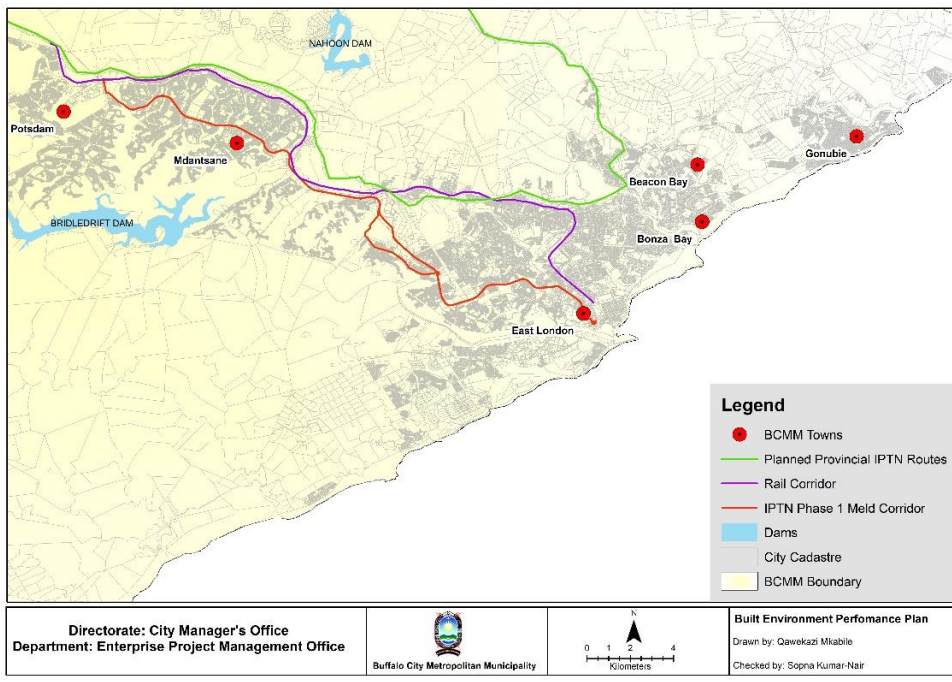 NAHOON DAM
Potsdam
Mdantsane
Gonubie
Beacon Bay
BRIDLEDRIFT DAM
Bonza Bay
East London
Legend
BCMM Towns
Planned Provincial IPTN Routes
Rail Corridor
IPTN Phase 1 Meld Corridor
Dams
City Cadastre
BCMM Boundary
Directorate: City Manager's Office
Department: Enterprise Project Management Office
Buffalo City Metropolitan Municipality
N
0 1 2 4
Kilometers
Built Environment Perfomance Plan
Drawn by: Qawekazi Mkabile
Checked by: Sopna Kumar-Nair